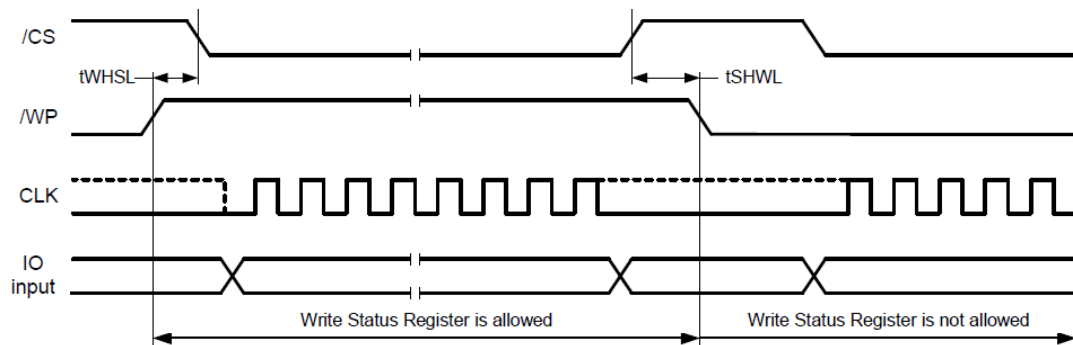 /CS
tWHSL
tSHWL
/WP
CLK
IO
input
Write Status Register is allowed
Write Status Register is not allowed